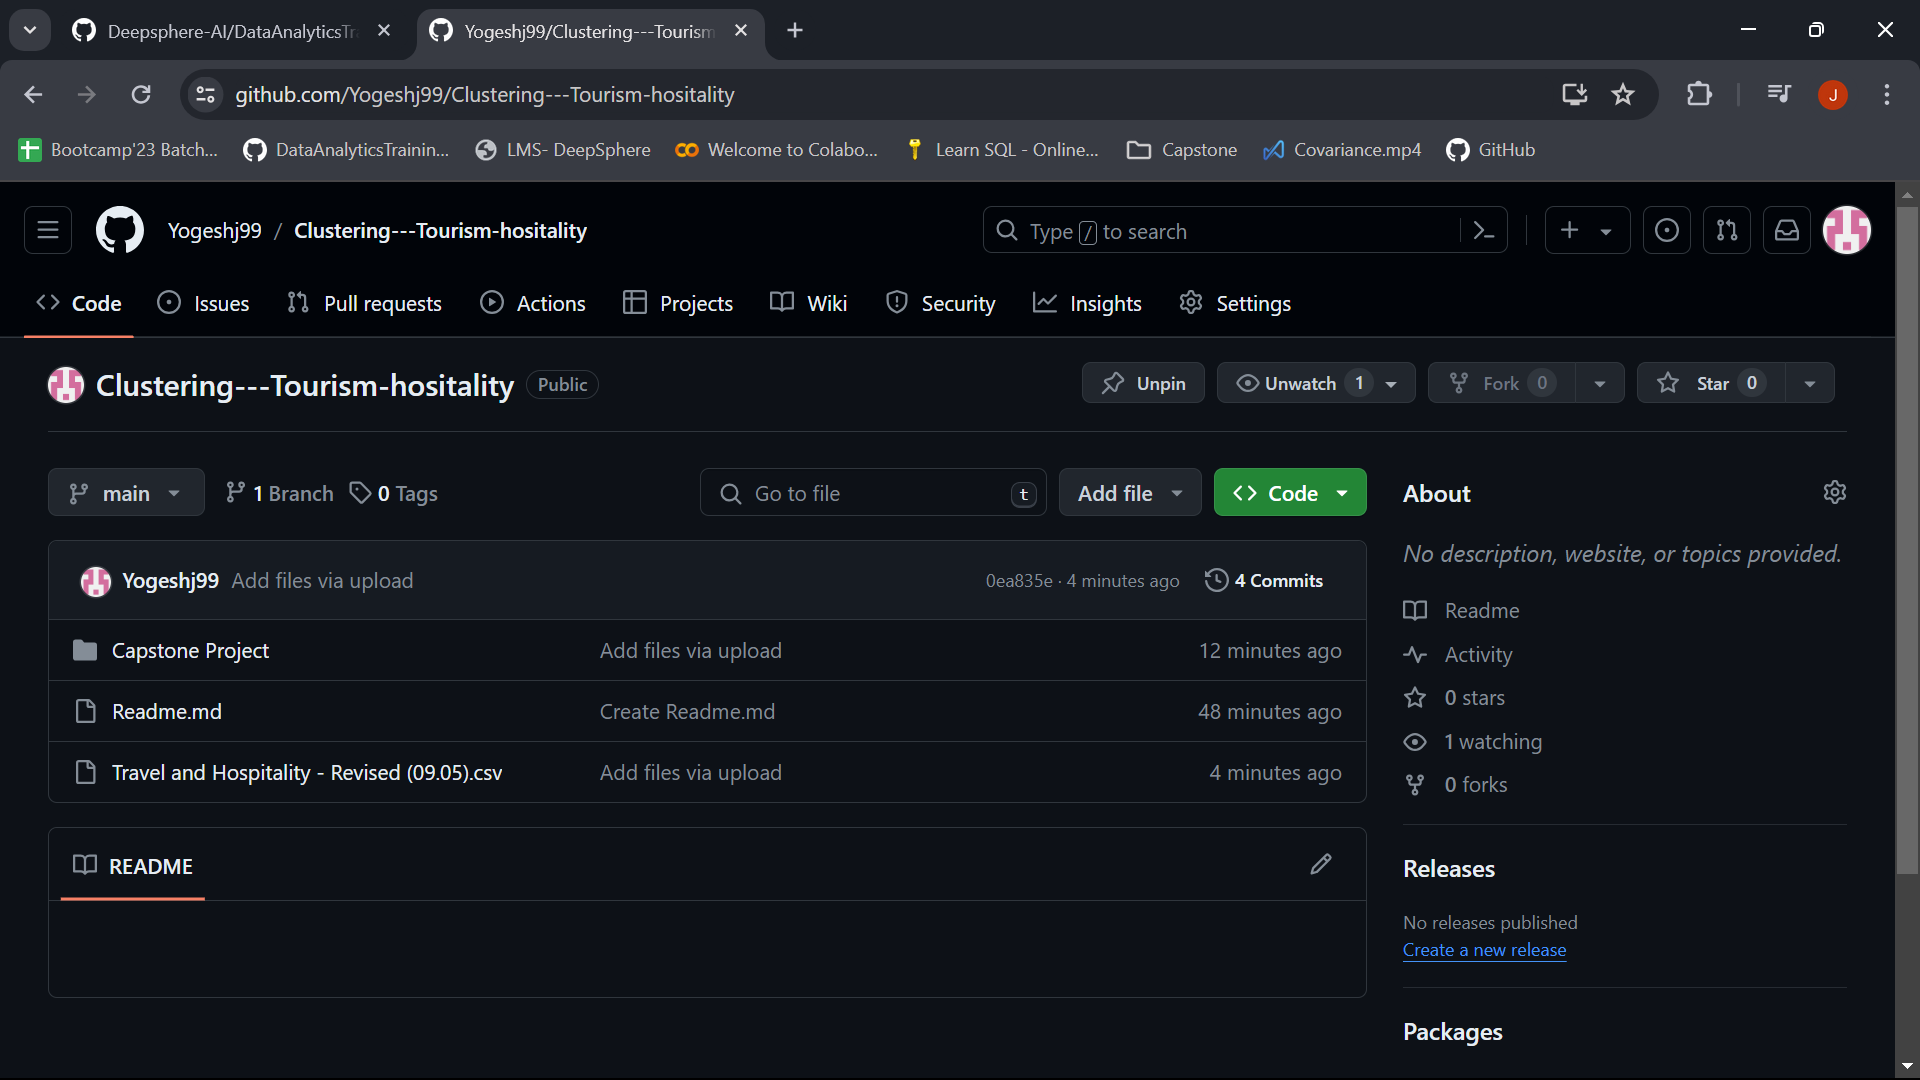 Deepsphere-AI/DataAnalyticsTr
Yogeshj99/Clustering---Tourism
github.com/Yogeshj99/Clustering---Tourism-hositality
J
Bootcamp'23 Batch... DataAnalyticsTrainin... LMS- DeepSphere Welcome to Colabo... Learn SQL - Online... Capstone Covariance.mp4 GitHub
Yogeshj99 / Clustering---Tourism-hositality
Type / to search
Code Issues Pull requests Actions Projects Wiki Security Insights Settings
Clustering---Tourism-hositality Public
Unpin Unwatch 1 Fork 0 Star 0
main 1 Branch 0 Tags
Go to file t Add file Code
Yogeshj99 Add files via upload 0ea835e · 4 minutes ago 4 Commits
Capstone Project Add files via upload 12 minutes ago
Readme.md Create Readme.md 48 minutes ago
Travel and Hospitality - Revised (09.05).csv Add files via upload 4 minutes ago
README
About
No description, website, or topics provided.
Readme
Activity
0 stars
1 watching
0 forks
Releases
No releases published
Create a new release
Packages